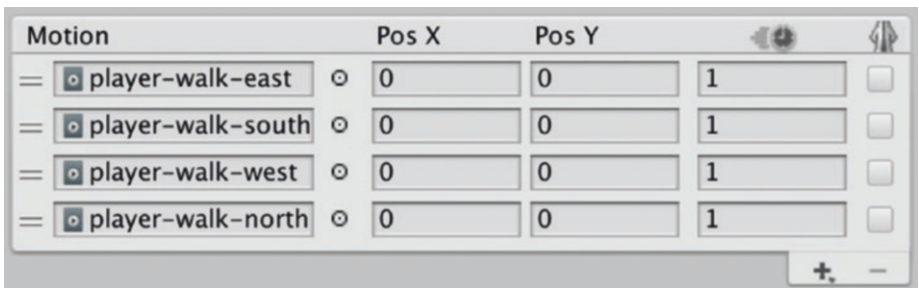 Motion Pos X Pos Y
player-walk-east 0 0 1
player-walk-south 0 0 1
player-walk-west 0 0 1
player-walk-north 0 0 1